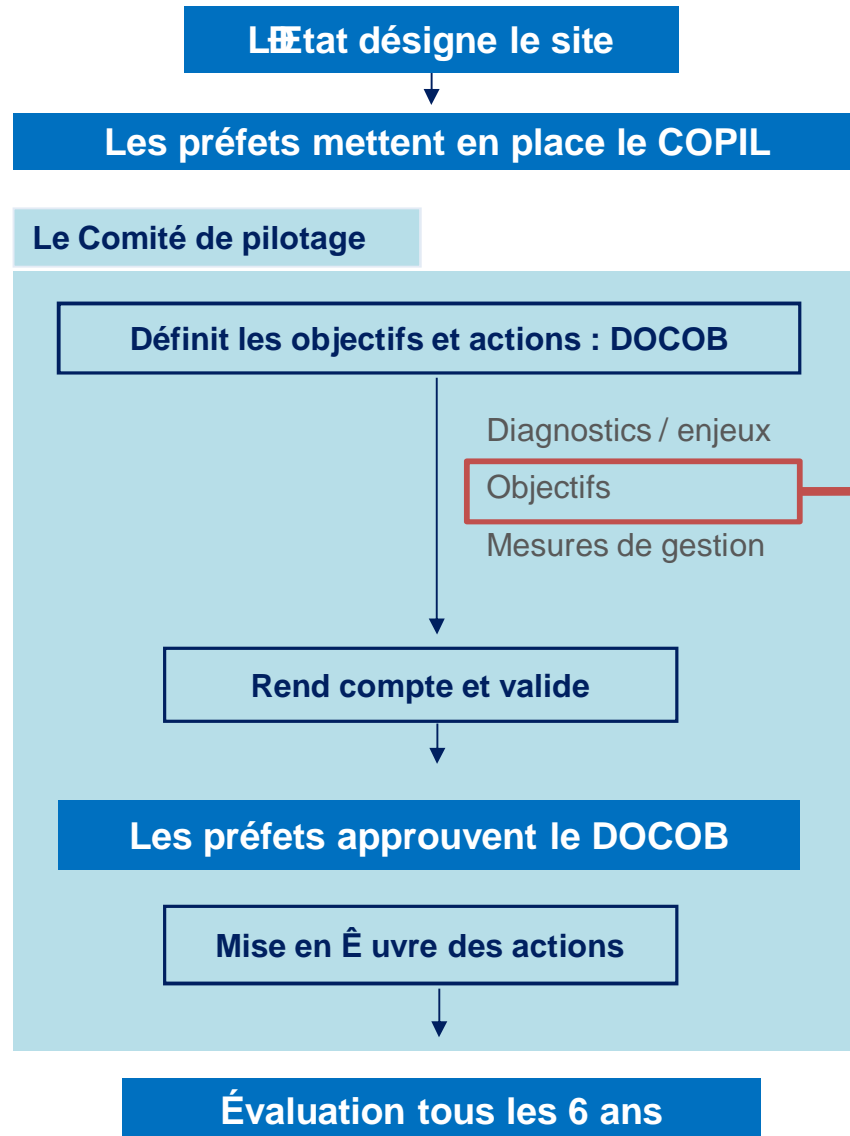 LÐEtat désigne le site
Les préfets mettent en place le COPIL
Le Comité de pilotage
Définit les objectifs et actions : DOCOB
Diagnostics / enjeux
Objectifs
Mesures de gestion
Rend compte et valide
Les préfets approuvent le DOCOB
Mise en Ê uvre des actions
Évaluation tous les 6 ans